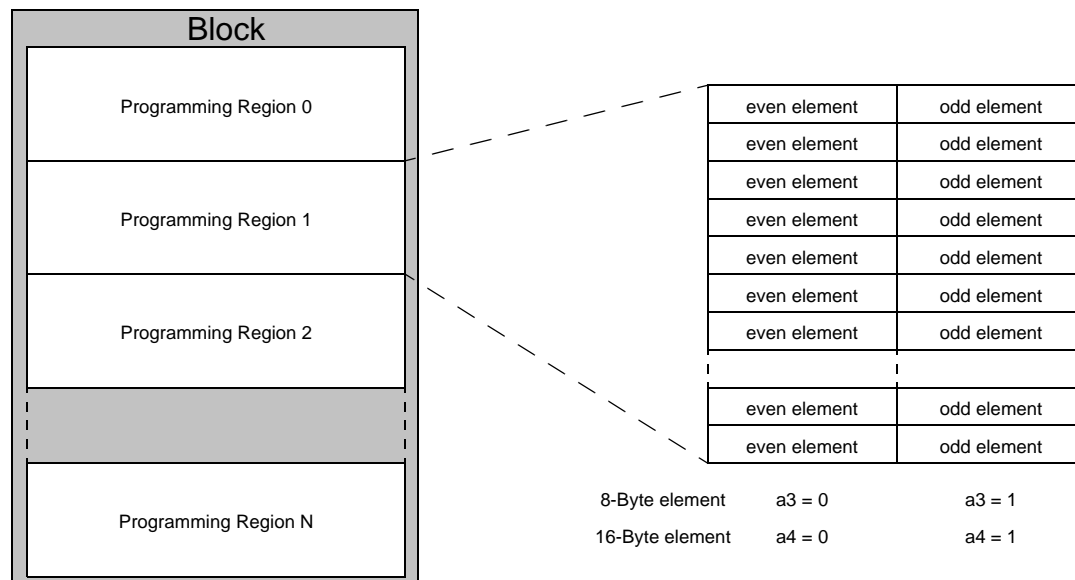 Block
Programming Region 0
Programming Region 1
Programming Region 2
Programming Region N
even element odd element
even element odd element
even element odd element
even element odd element
even element odd element
even element odd element
even element odd element
even element odd element
even element odd element
8-Byte element a3 = 0 a3 = 1
16-Byte element a4 = 0 a4 = 1